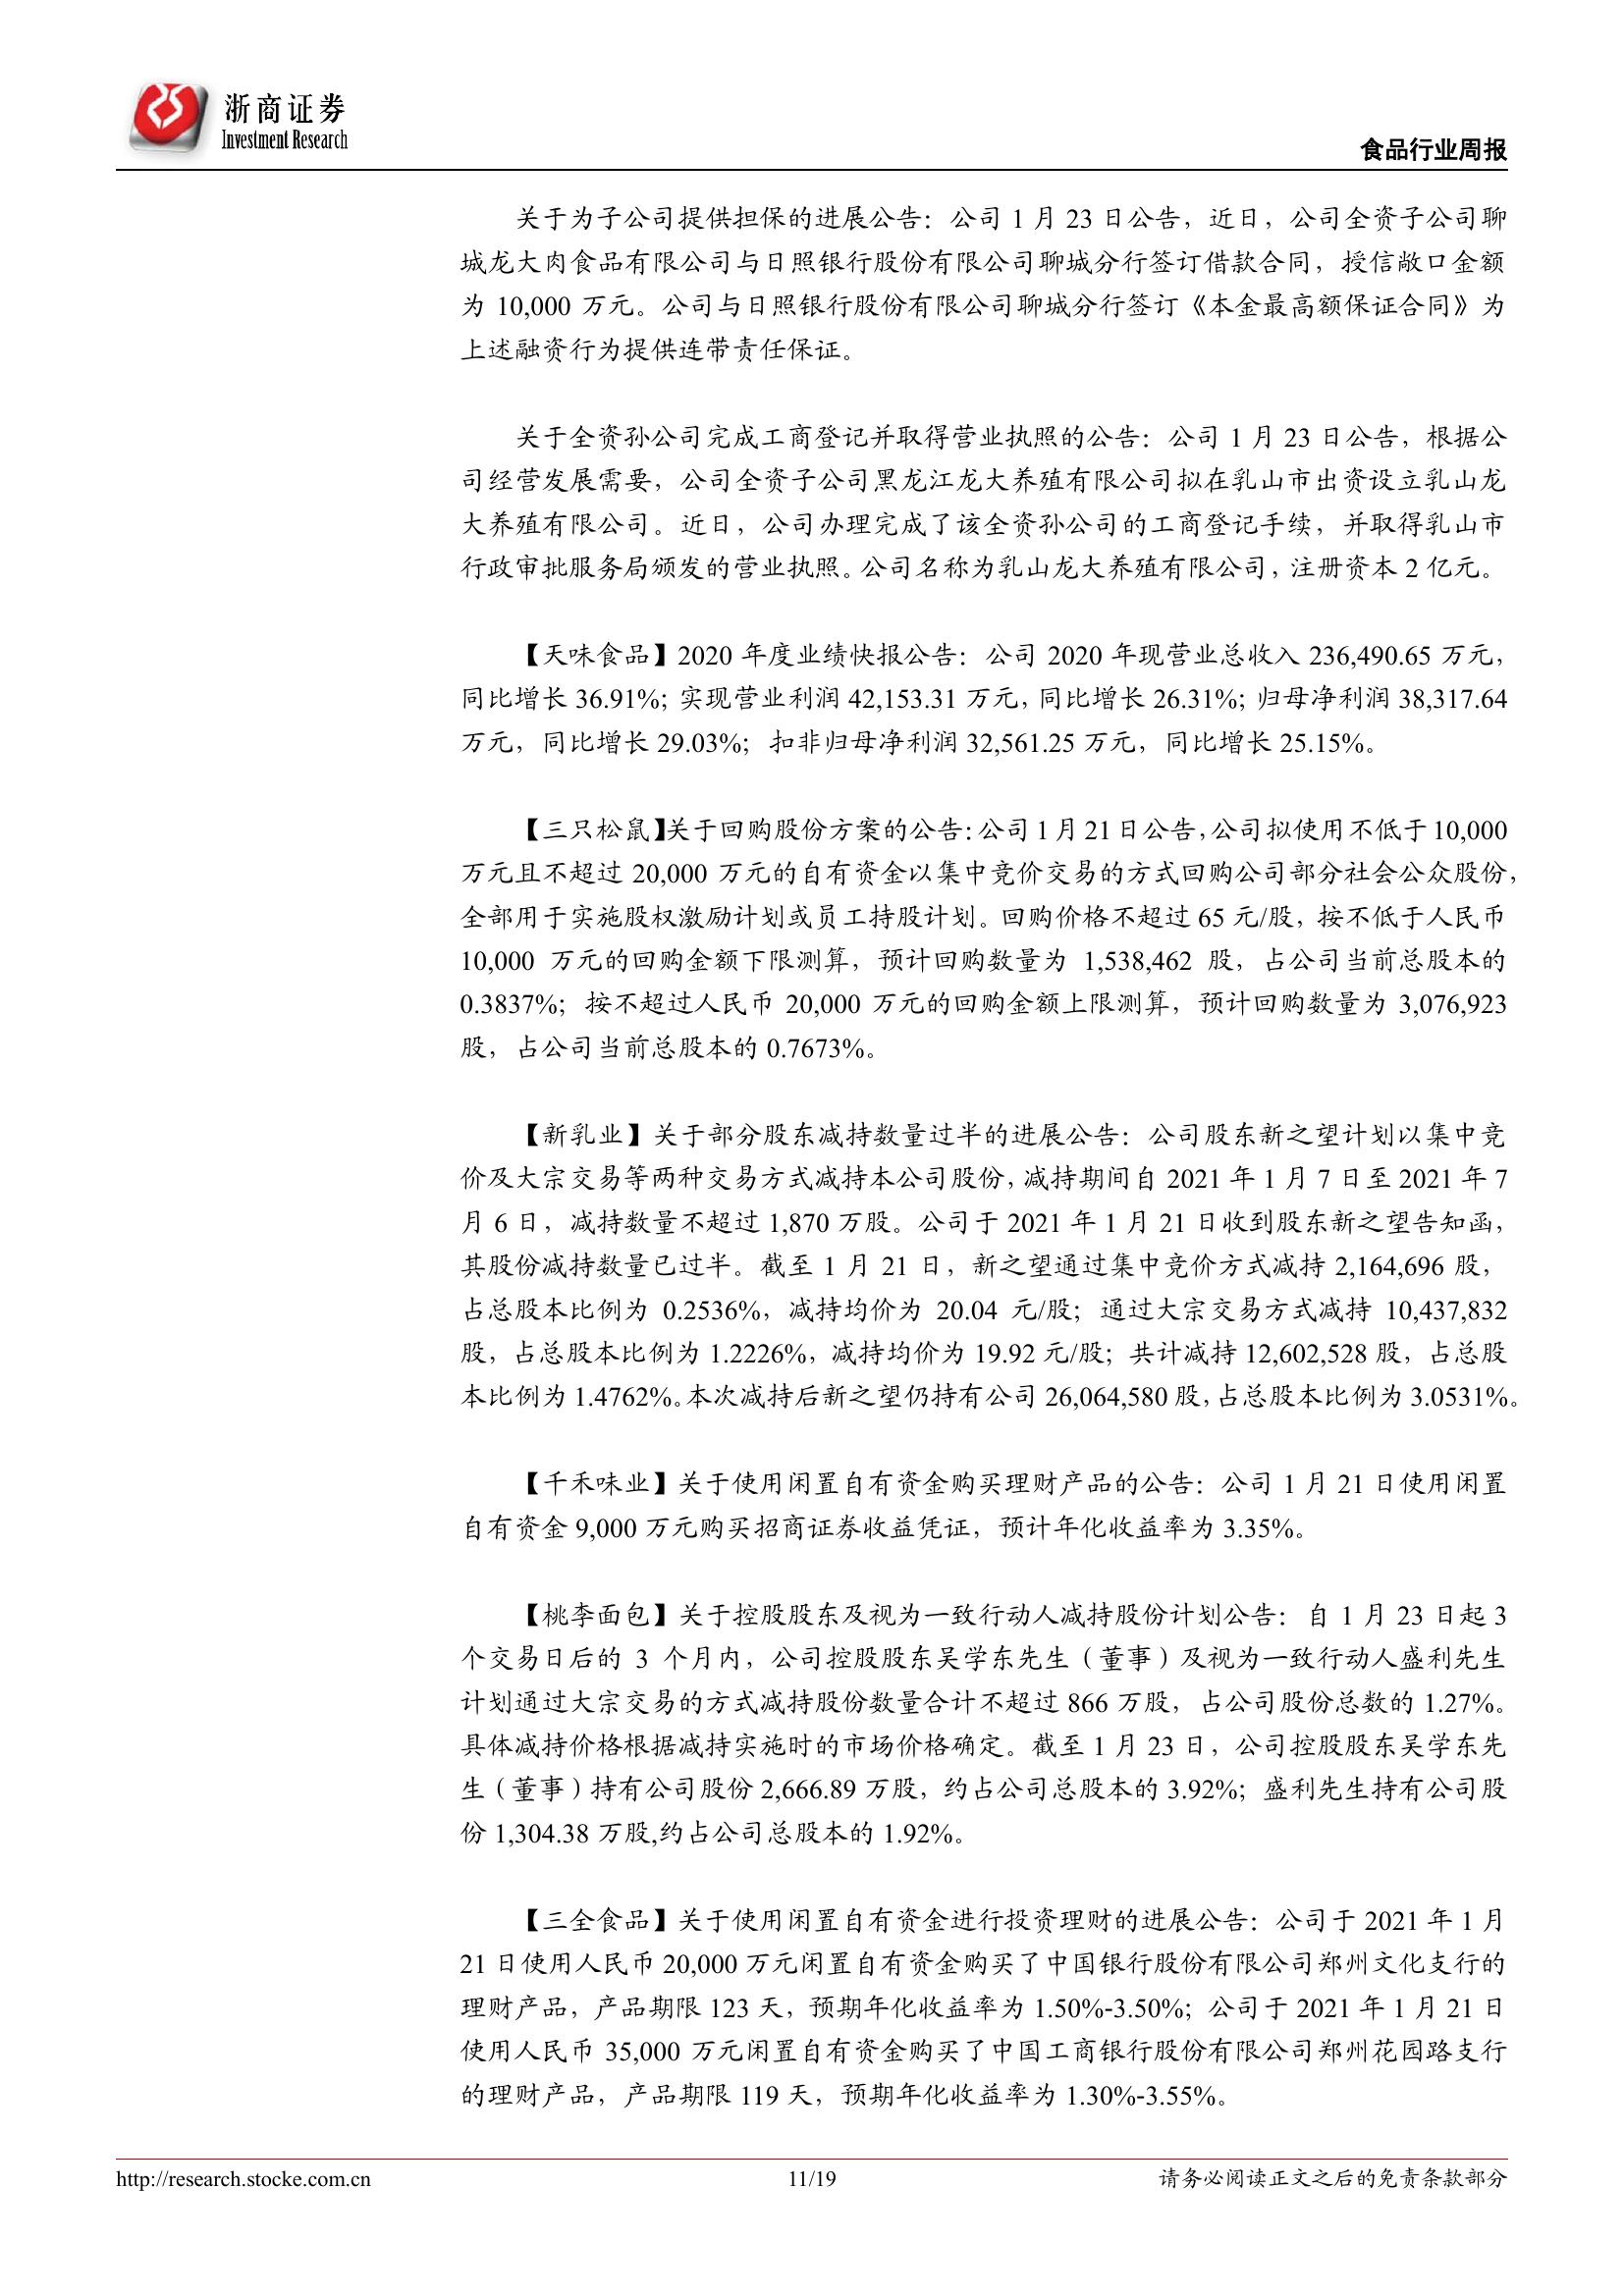 浙商证券
Investment Research
食品行业周报
关于为子公司提供担保的进展公告：公司 1 月 23 日公告，近日，公司全资子公司聊
城龙大肉食品有限公司与日照银行股份有限公司聊城分行签订借款合同，授信敞口金额
为 10,000 万元。公司与日照银行股份有限公司聊城分行签订《本金最高额保证合同》为
上述融资行为提供连带责任保证。
关于全资孙公司完成工商登记并取得营业执照的公告：公司 1 月 23 日公告，根据公
司经营发展需要，公司全资子公司黑龙江龙大养殖有限公司拟在乳山市出资设立乳山龙
大养殖有限公司。近日，公司办理完成了该全资孙公司的工商登记手续，并取得乳山市
行政审批服务局颁发的营业执照。公司名称为乳山龙大养殖有限公司，注册资本 2 亿元。
【天味食品】2020 年度业绩快报公告：公司 2020 年现营业总收入 236,490.65 万元，
同比增长 36.91%；实现营业利润 42,153.31 万元，同比增长 26.31%；归母净利润 38,317.64
万元，同比增长 29.03%；扣非归母净利润 32,561.25 万元，同比增长 25.15%。
【三只松鼠】关于回购股份方案的公告：公司 1 月 21 日公告，公司拟使用不低于 10,000
万元且不超过 20,000 万元的自有资金以集中竞价交易的方式回购公司部分社会公众股份，
全部用于实施股权激励计划或员工持股计划。回购价格不超过 65 元/股，按不低于人民币
10,000 万元的回购金额下限测算，预计回购数量为 1,538,462 股，占公司当前总股本的
0.3837%；按不超过人民币 20,000 万元的回购金额上限测算，预计回购数量为 3,076,923
股，占公司当前总股本的 0.7673%。
【新乳业】关于部分股东减持数量过半的进展公告：公司股东新之望计划以集中竞
价及大宗交易等两种交易方式减持本公司股份，减持期间自 2021 年 1 月 7 日至 2021 年 7
月 6 日，减持数量不超过 1,870 万股。公司于 2021 年 1 月 21 日收到股东新之望告知函，
其股份减持数量已过半。截至 1 月 21 日，新之望通过集中竞价方式减持 2,164,696 股，
占总股本比例为 0.2536%，减持均价为 20.04 元/股；通过大宗交易方式减持 10,437,832
股，占总股本比例为 1.2226%，减持均价为 19.92 元/股；共计减持 12,602,528 股，占总股
本比例为 1.4762%。本次减持后新之望仍持有公司 26,064,580 股，占总股本比例为 3.0531%。
【千禾味业】关于使用闲置自有资金购买理财产品的公告：公司 1 月 21 日使用闲置
自有资金 9,000 万元购买招商证券收益凭证，预计年化收益率为 3.35%。
【桃李面包】关于控股股东及视为一致行动人减持股份计划公告：自 1 月 23 日起 3
个交易日后的 3 个月内，公司控股股东吴学东先生（董事）及视为一致行动人盛利先生
计划通过大宗交易的方式减持股份数量合计不超过 866 万股，占公司股份总数的 1.27%。
具体减持价格根据减持实施时的市场价格确定。截至 1 月 23 日，公司控股股东吴学东先
生（董事）持有公司股份 2,666.89 万股，约占公司总股本的 3.92%；盛利先生持有公司股
份 1,304.38 万股,约占公司总股本的 1.92%。
【三全食品】关于使用闲置自有资金进行投资理财的进展公告：公司于 2021 年 1 月
21 日使用人民币 20,000 万元闲置自有资金购买了中国银行股份有限公司郑州文化支行的
理财产品，产品期限 123 天，预期年化收益率为 1.50%-3.50%；公司于 2021 年 1 月 21 日
使用人民币 35,000 万元闲置自有资金购买了中国工商银行股份有限公司郑州花园路支行
的理财产品，产品期限 119 天，预期年化收益率为 1.30%-3.55%。
http://research.stocke.com.cn
11/19
请务必阅读正文之后的免责条款部分